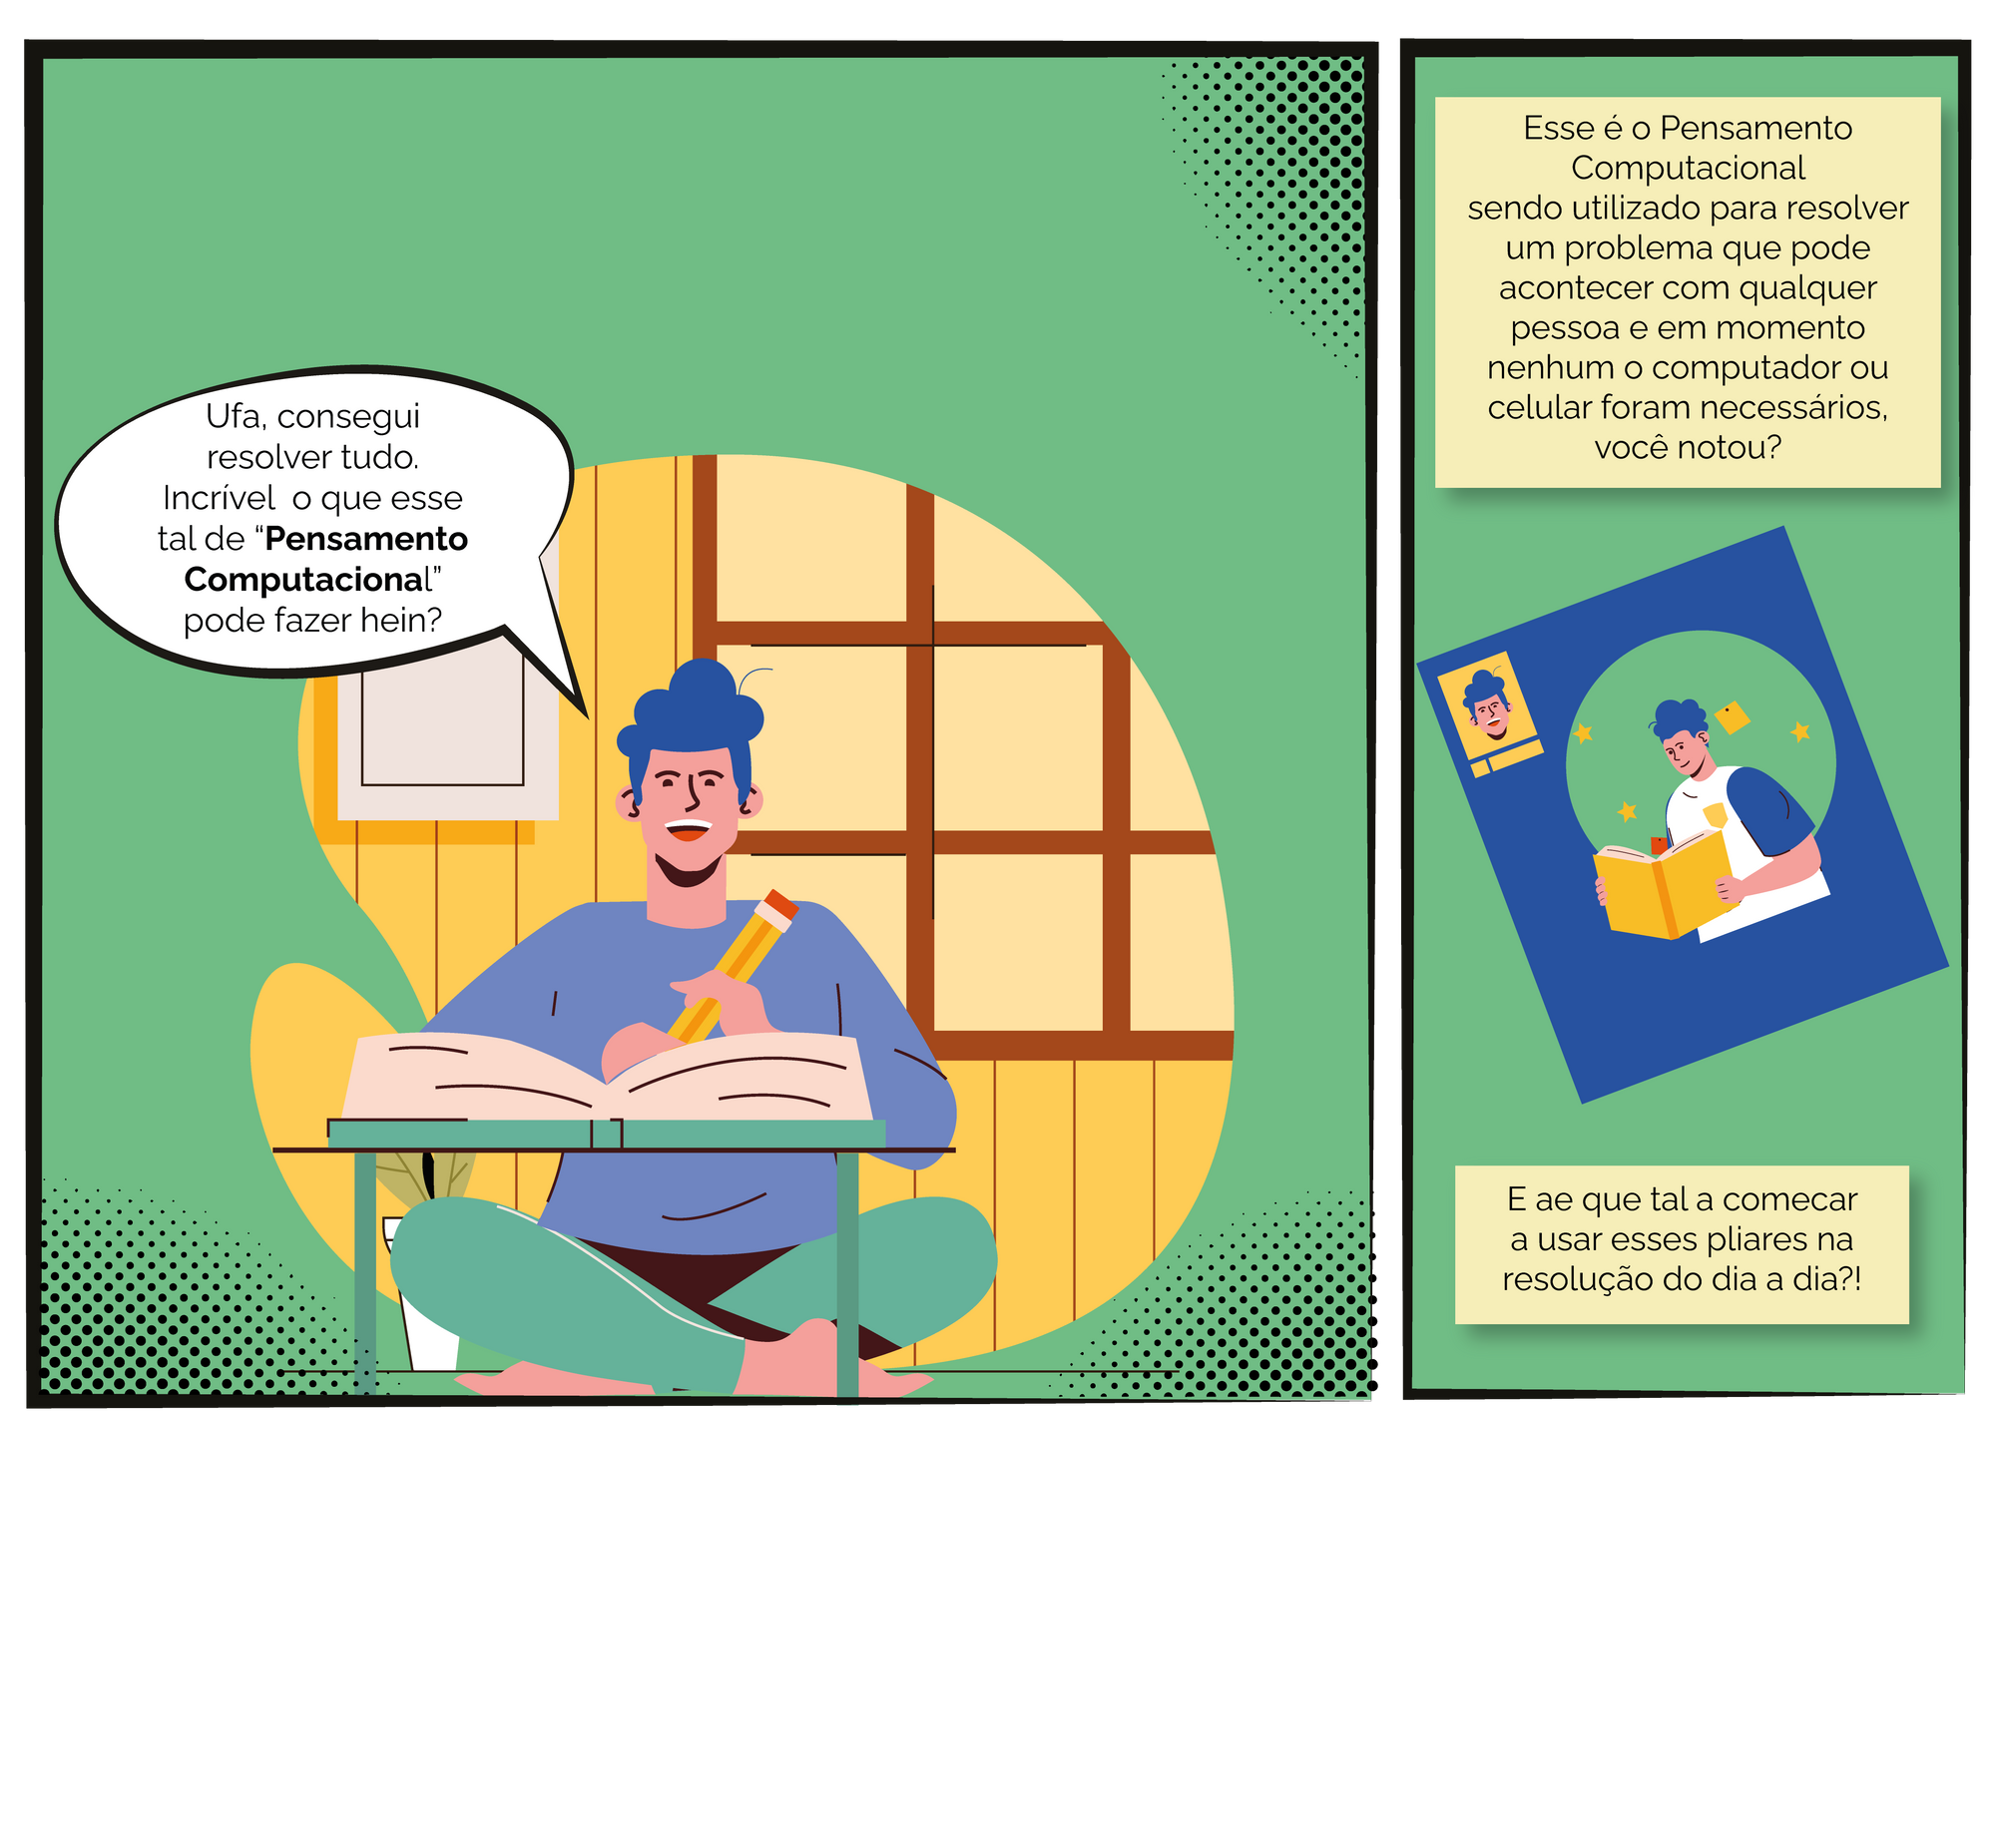 Ufa, consegui
resolver tudo.
Incrível  o que esse
tal de “Pensamento
Computacional”
pode fazer hein?
Esse é o Pensamento
Computacional
sendo utilizado para resolver
um problema que pode
acontecer com qualquer
pessoa e em momento
nenhum o computador ou
celular foram necessários,
você notou?
E ae que tal a comecar
a usar esses pliares na
resolução do dia a dia?!